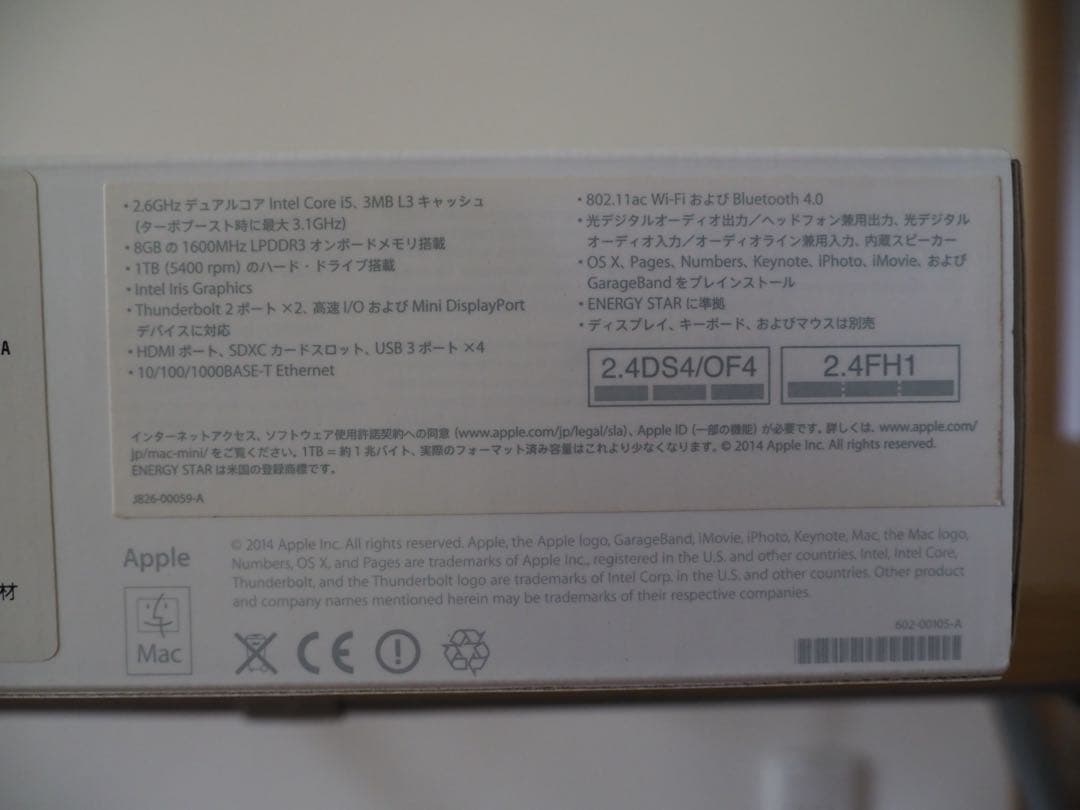 A
材
・2.6GHz デュアルコア Intel Core i5、3MB L3 キャッシュ
(ターボブースト時に最大 3.1GHz)
・8GB の 1600MHz LPDDR3 オンボードメモリ搭載
・1TB (5400 rpm) のハード・ドライブ搭載
・Intel Iris Graphics
・Thunderbolt 2 ポート ×2、高速 I/O および Mini DisplayPort
デバイスに対応
・HDMI ポート、SDXC カードスロット、USB 3 ポート ×4
・10/100/1000BASE-T Ethernet
・802.11ac Wi-Fi および Bluetooth 4.0
・光デジタルオーディオ出力／ヘッドフォン兼用出力、光デジタル
オーディオ入力／オーディオライン兼用入力、内蔵スピーカー
・OS X、Pages、Numbers、Keynote、iPhoto、iMovie、および
GarageBand をプレインストール
・ENERGY STAR に準拠
・ディスプレイ、キーボード、およびマウスは別売
2.4DS4/OF4
2.4FH1
インターネットアクセス、ソフトウェア使用許諾契約への同意 (www.apple.com/jp/legal/sla)、Apple ID (一部の機能) が必要です。詳しくは、www.apple.com/
jp/mac-mini/ をご覧ください。1TB = 約 1 兆バイト、実際のフォーマット済み容量はこれより少なくなります。© 2014 Apple Inc. All rights reserved.
ENERGY STAR は米国の登録商標です。
JB26-00059-A
Apple
Mac
© 2014 Apple Inc. All rights reserved. Apple, the Apple logo, GarageBand, iMovie, iPhoto, Keynote, Mac, the Mac logo,
Numbers, OS X, and Pages are trademarks of Apple Inc., registered in the U.S. and other countries. Intel, Intel Core,
Thunderbolt, and the Thunderbolt logo are trademarks of Intel Corp. in the U.S. and other countries. Other product
and company names mentioned herein may be trademarks of their respective companies.
CE
602-00105-A